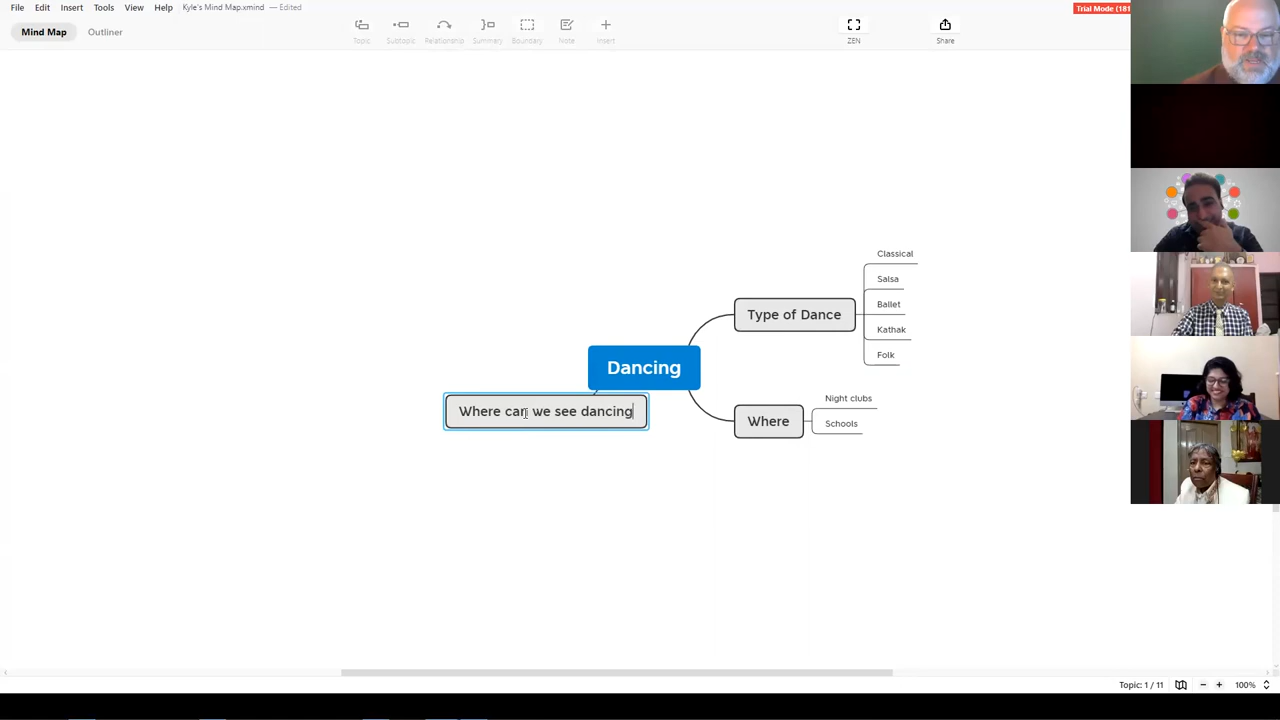 File Edit Insert Tools View Help Kyle's Mind Map.xmind — Edited
Trial Mode (181
Mind Map Outliner
Topic Subtopic Relationship Summary Boundary Note Insert ZEN Share
Classical
Salsa
Type of Dance
Ballet
Kathak
Folk
Dancing
Where can we see dancing
Night clubs
Where
Schools
Topic: 1 / 11 100%